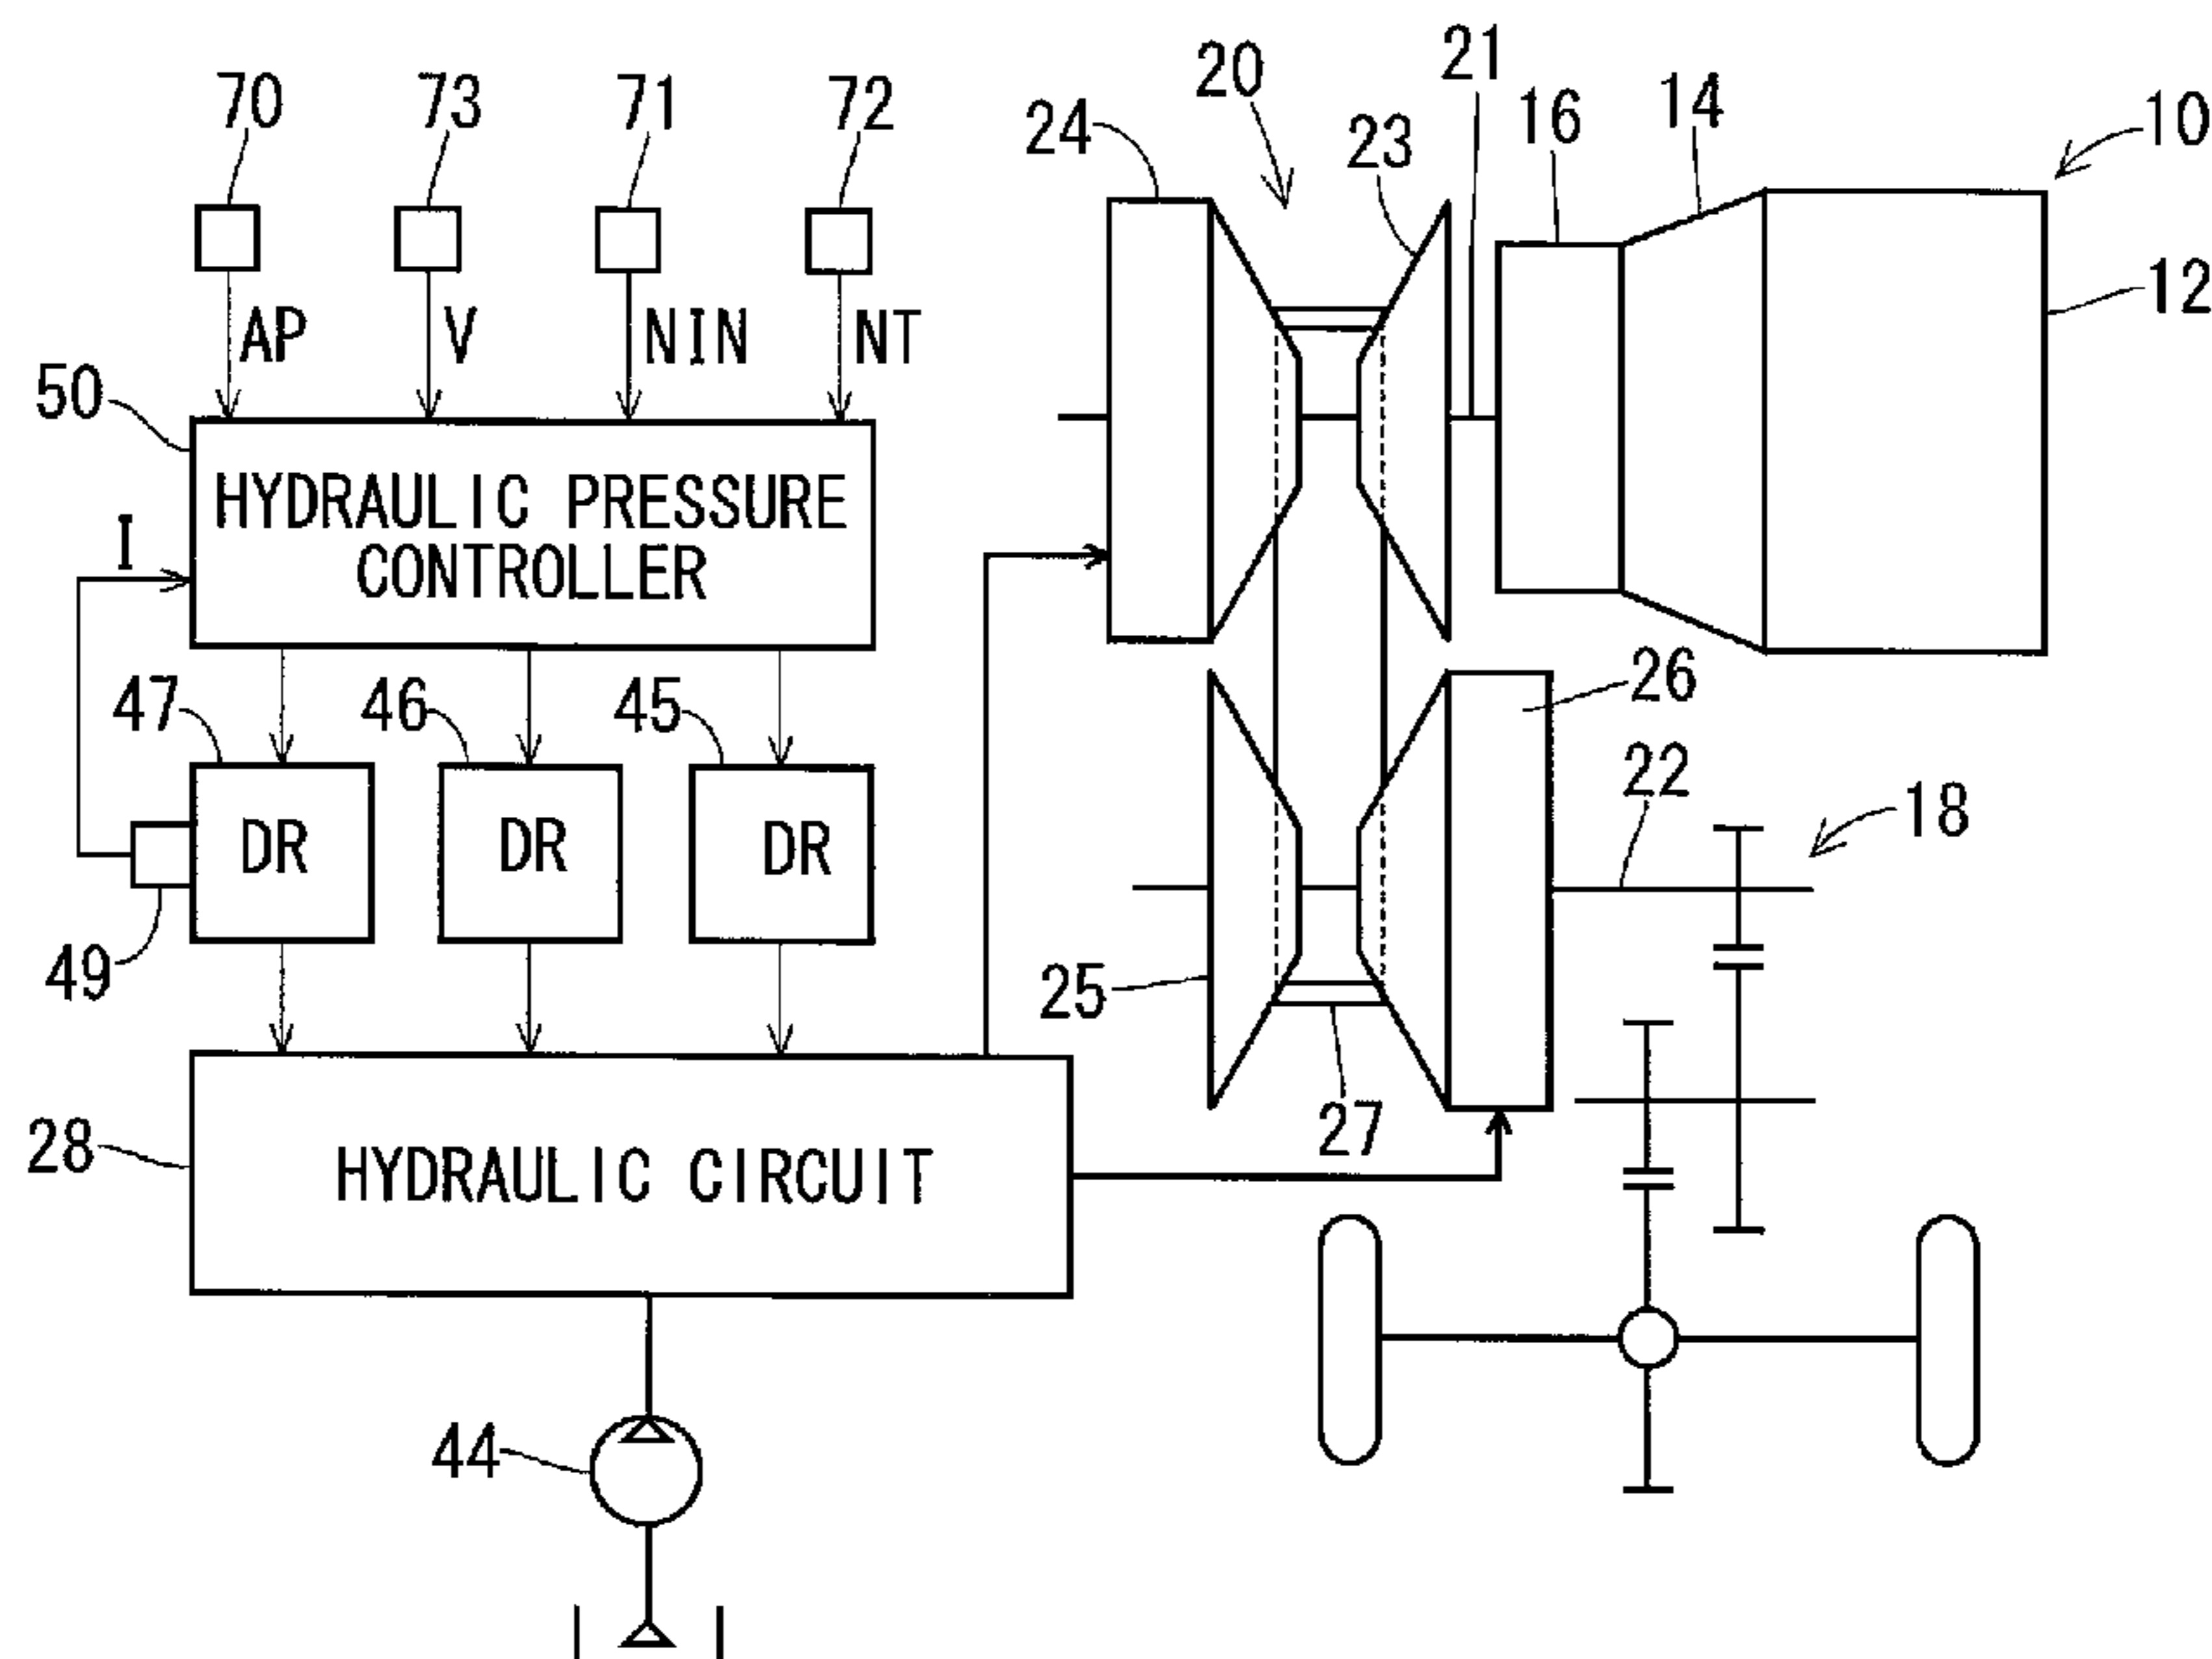 21
20
70
73
71
72
24
23
16
14
10
12
AP
V
NIN
NT
50
HYDRAULIC PRESSURE
CONTROLLER
I
47
46
45
26
22
18
DR
DR
DR
49
25
27
28
HYDRAULIC CIRCUIT
44